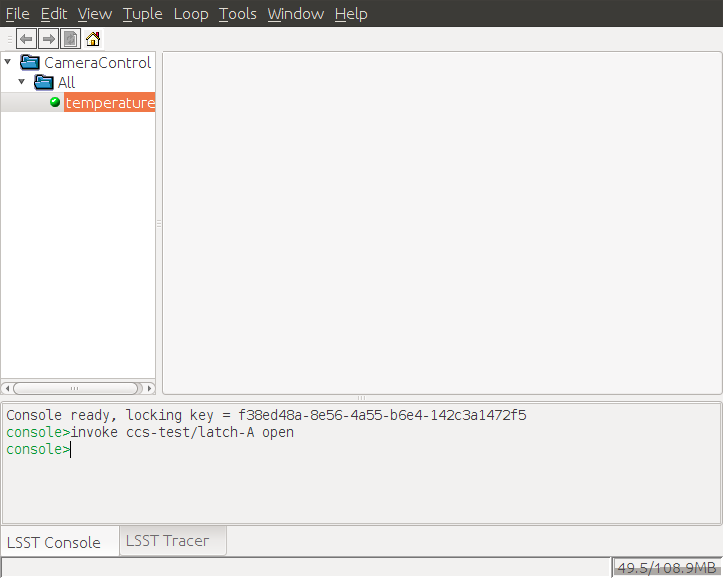 File Edit View Tuple Loop Tools Window Help
CameraControl
All
temperature
Console ready, locking key = f38ed48a-8e56-4a55-b6e4-142c3a1472f5
console>invoke ccs-test/latch-A open
console>
LSST Console LSST Tracer
49.5/108.9MB